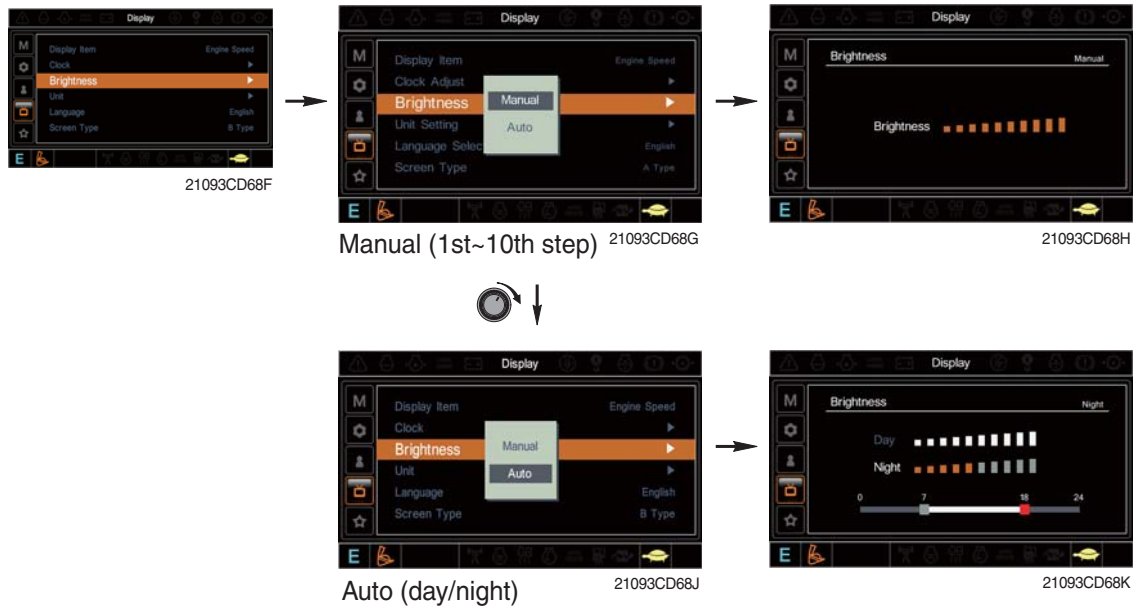 Display
M
Display Item Engine Speed
Clock
Brightness
Unit
Language English
Screen Type B Type
E
21093CD68F
Display
M
Display Item Engine Speed
Clock Adjust
Brightness
Unit Setting
Language Selec English
Screen Type A Type
Manual
Auto
E
Manual (1st~10th step) 21093CD68G
Display
M
Brightness Manual
Brightness
E
21093CD68H
Display
M
Display Item Engine Speed
Clock
Brightness
Unit
Language English
Screen Type B Type
Manual
Auto
E
Auto (day/night) 21093CD68J
Display
M
Brightness Night
Day
Night
0 7 18 24
E
21093CD68K